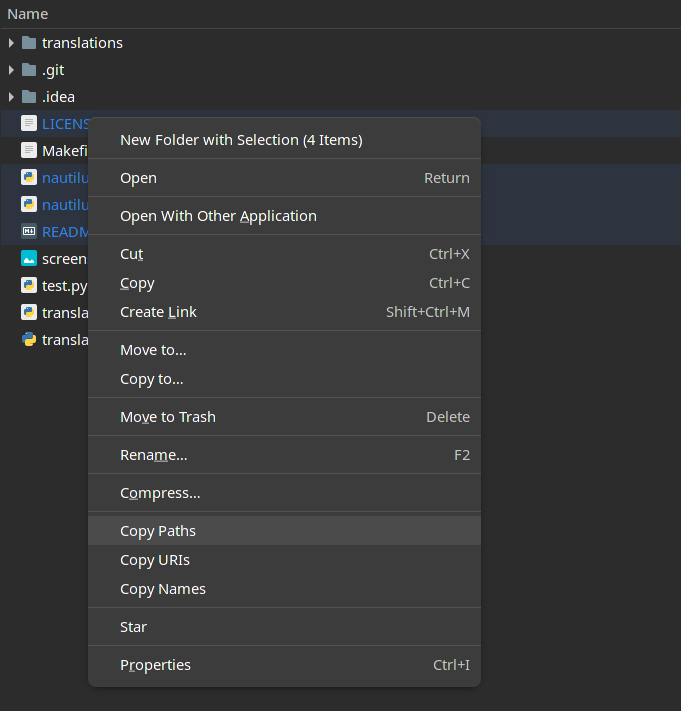 Name
translations
.git
.idea
LICENS
Makefi
nautilu
nautilu
READM
screen
test.py
transla
transla
New Folder with Selection (4 Items)
Open Return
Open With Other Application
Cut Ctrl+X
Copy Ctrl+C
Create Link Shift+Ctrl+M
Move to...
Copy to...
Move to Trash Delete
Rename... F2
Compress...
Copy Paths
Copy URIs
Copy Names
Star
Properties Ctrl+I